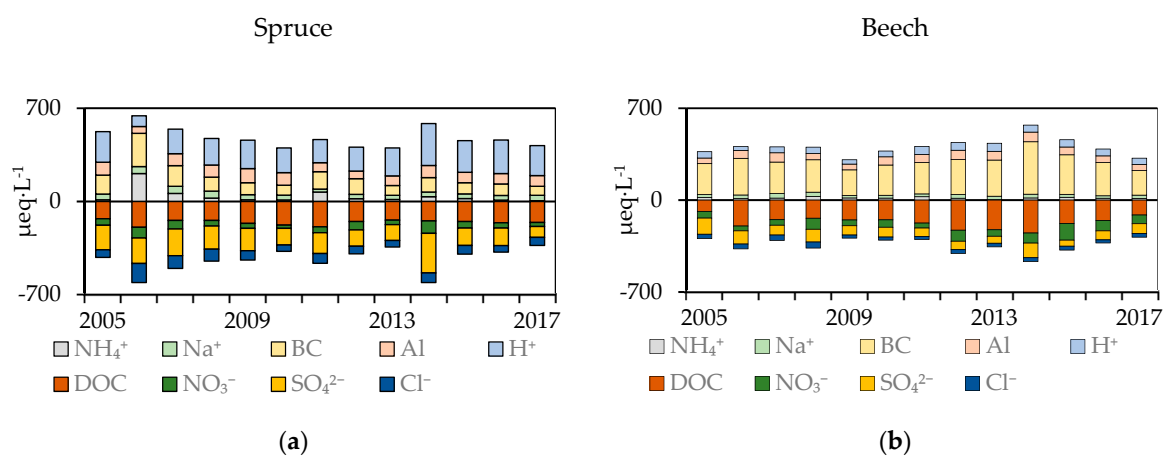 Spruce
Beech
700
0
-700
μeq·L⁻¹
2005 2009 2013 2017
NH₄⁺ Na⁺ BC Al H⁺
DOC NO₃⁻ SO₄²⁻ Cl⁻
(a)
700
0
-700
μeq·L⁻¹
2005 2009 2013 2017
NH₄⁺ Na⁺ BC Al H⁺
DOC NO₃⁻ SO₄²⁻ Cl⁻
(b)